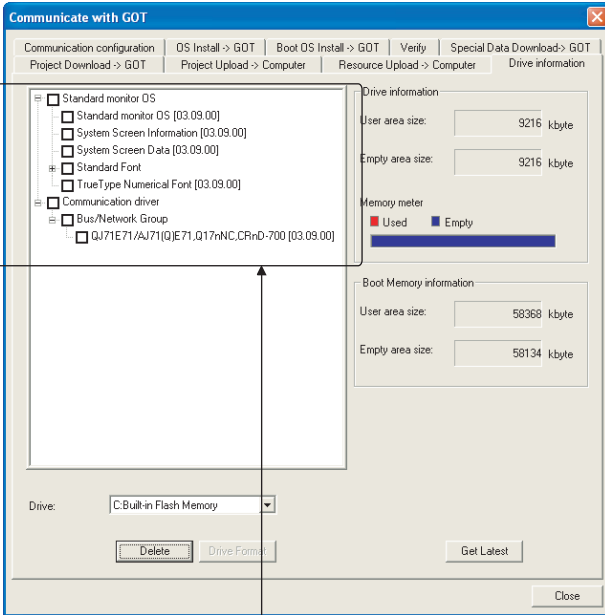 Communicate with GOT
Communication configuration OS Install -> GOT Boot OS Install -> GOT Verify Special Data Download-> GOT
Project Download -> GOT Project Upload -> Computer Resource Upload -> Computer Drive information
Standard monitor OS
Standard monitor OS [03.09.00]
System Screen Information [03.09.00]
System Screen Data [03.09.00]
Standard Font
TrueType Numerical Font [03.09.00]
Communication driver
Bus/Network Group
QJ71E71/AJ71(Q)E71,Q17nNC,CRnD-700 [03.09.00]
Drive information
User area size: 9216 kbyte
Empty area size: 9216 kbyte
Memory meter
Used Empty
Boot Memory information
User area size: 58368 kbyte
Empty area size: 58134 kbyte
Drive: C:Built-in Flash Memory
Delete Drive Format Get Latest
Close